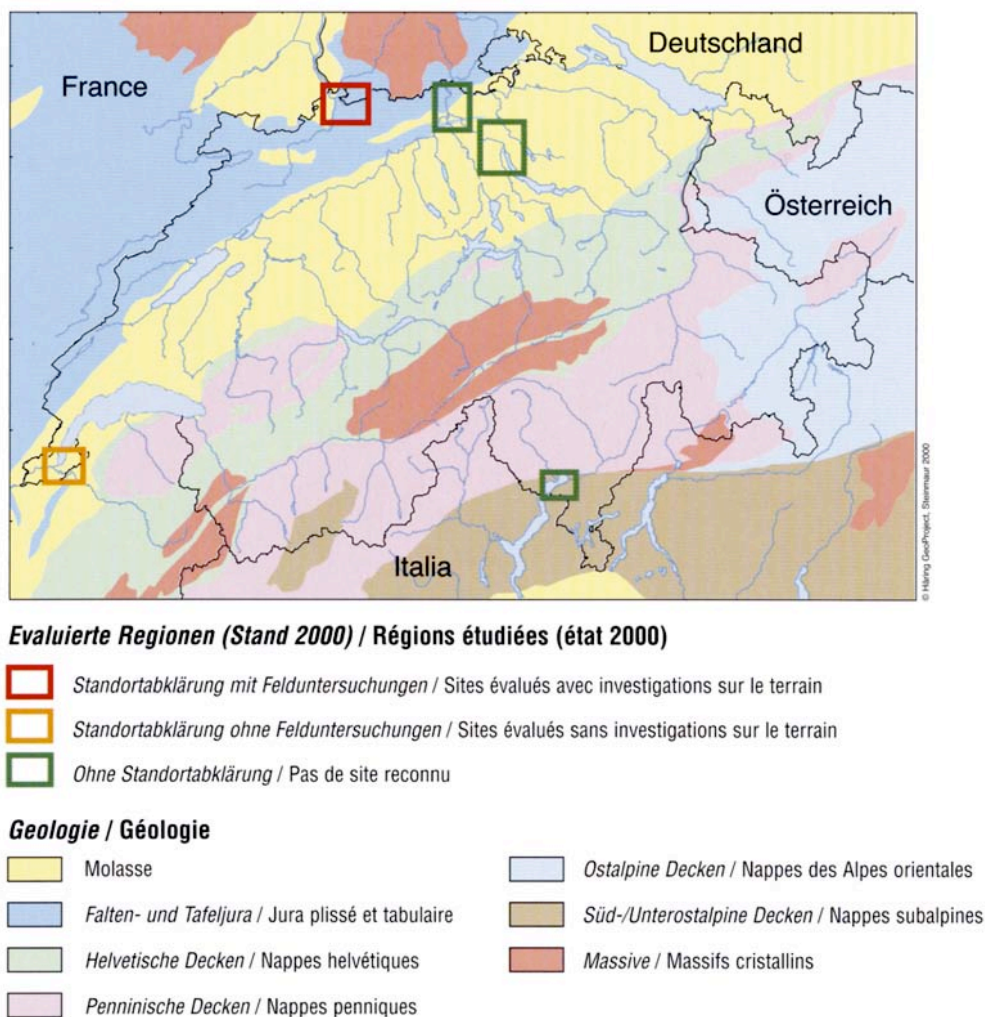 France
Deutschland
Österreich
Italia
© Häring GeoProject, Steinmaur 2000
Evaluierte Regionen (Stand 2000) / Régions étudiées (état 2000)
Standortabklärung mit Felduntersuchungen / Sites évalués avec investigations sur le terrain
Standortabklärung ohne Felduntersuchungen / Sites évalués sans investigations sur le terrain
Ohne Standortabklärung / Pas de site reconnu
Geologie / Géologie
Molasse
Falten- und Tafeljura / Jura plissé et tabulaire
Helvetische Decken / Nappes helvétiques
Penninische Decken / Nappes penniques
Ostalpine Decken / Nappes des Alpes orientales
Süd-/Unterostalpine Decken / Nappes subalpines
Massive / Massifs cristallins